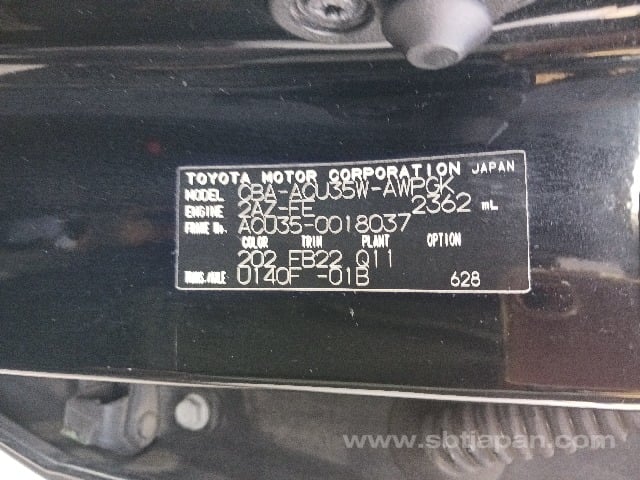 TOYOTA MOTOR CORPORATION JAPAN
MODEL CBA-ACU35W-AWPGK
ENGINE 2AZ-FE 2362 mL
FRAME No. ACU35-0018037
COLOR TRIM PLANT OPTION
202 FB22 Q11
TRANS./AXLE U140F -01B 628
www.sbtjapan.com